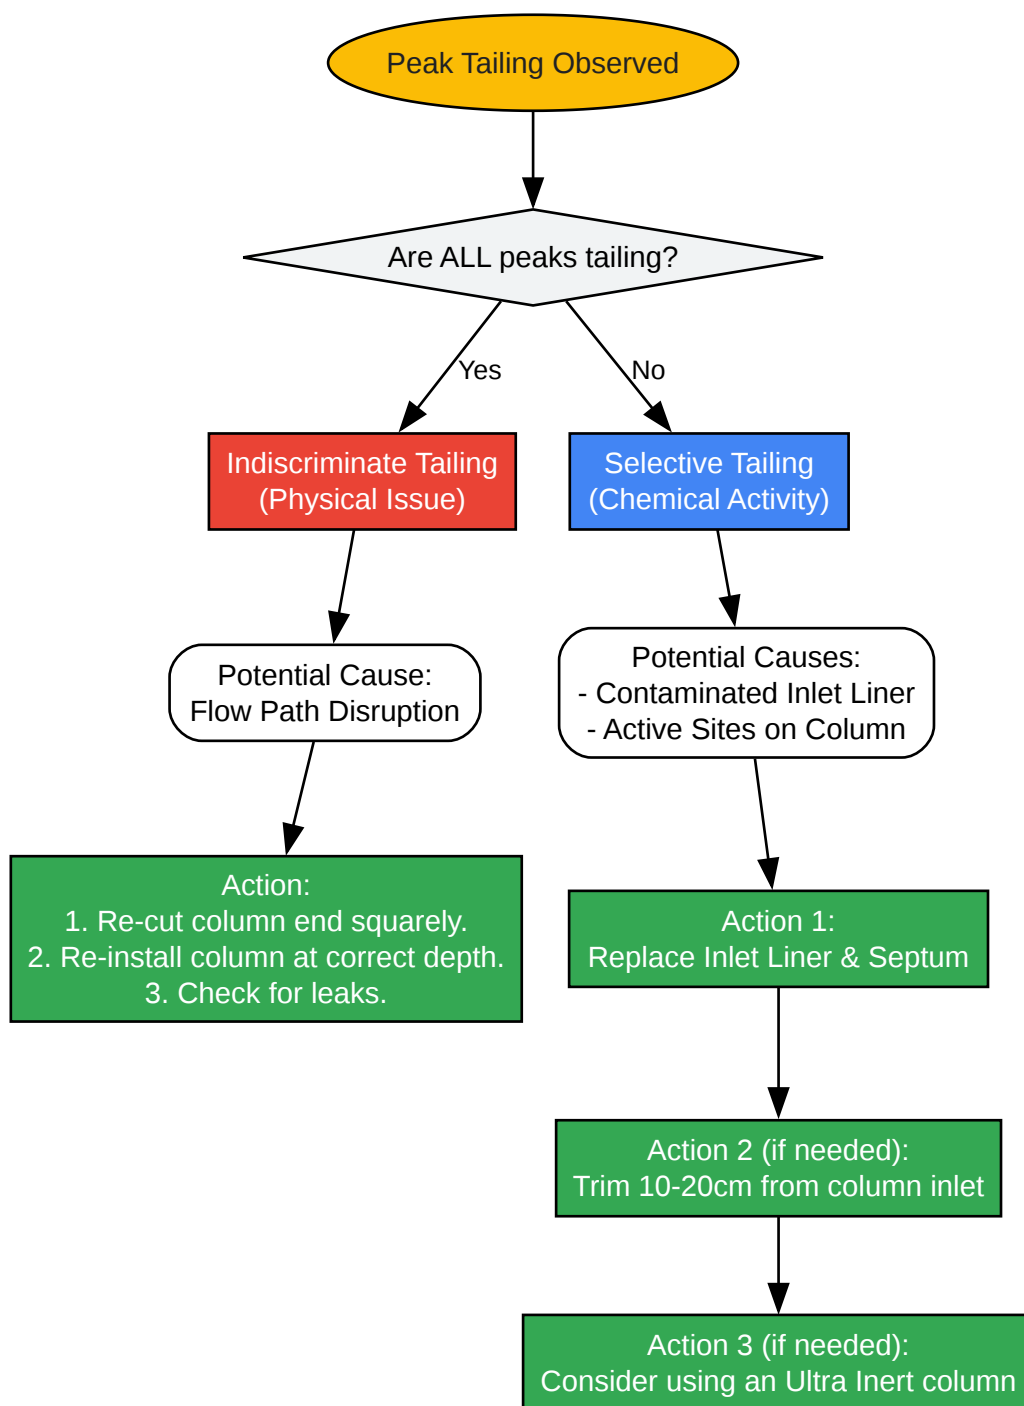 Peak Tailing Observed
Are ALL peaks tailing?
Yes
No
Indiscriminate Tailing
(Physical Issue)
Selective Tailing
(Chemical Activity)
Potential Cause:
Flow Path Disruption
Potential Causes:
- Contaminated Inlet Liner
- Active Sites on Column
Action:
1. Re-cut column end squarely.
2. Re-install column at correct depth.
3. Check for leaks.
Action 1:
Replace Inlet Liner & Septum
Action 2 (if needed):
Trim 10-20cm from column inlet
Action 3 (if needed):
Consider using an Ultra Inert column